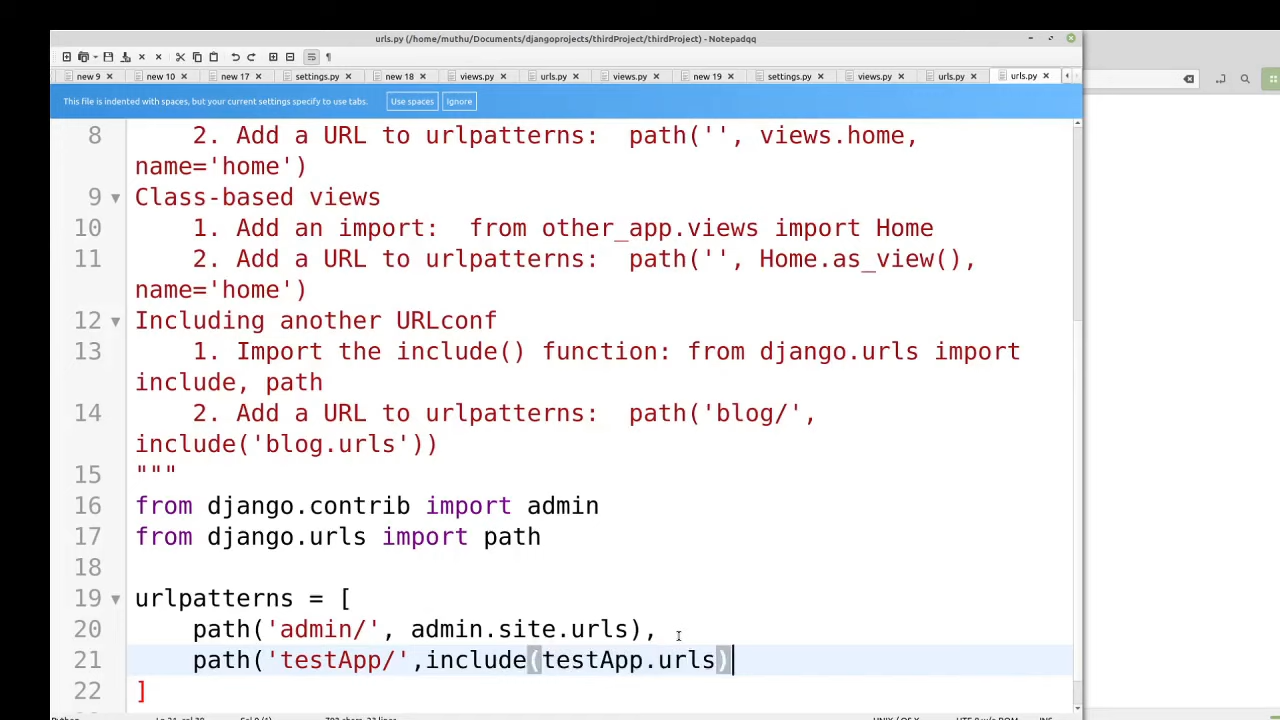 urls.py (/home/muthu/Documents/djangoprojects/thirdProject/thirdProject) - Notepadqq
new 9 new 10 new 17 settings.py new 18 views.py urls.py views.py new 19 settings.py views.py urls.py urls.py
This file is indented with spaces, but your current settings specify to use tabs. Use spaces Ignore
8 2. Add a URL to urlpatterns:  path('', views.home,
name='home')
9 Class-based views
10 1. Add an import:  from other_app.views import Home
11 2. Add a URL to urlpatterns:  path('', Home.as_view(),
name='home')
12 Including another URLconf
13 1. Import the include() function: from django.urls import
include, path
14 2. Add a URL to urlpatterns:  path('blog/',
include('blog.urls'))
15 """
16 from django.contrib import admin
17 from django.urls import path
18
19 urlpatterns = [
20 path('admin/', admin.site.urls),
21 path('testApp/',include(testApp.urls)
22 ]